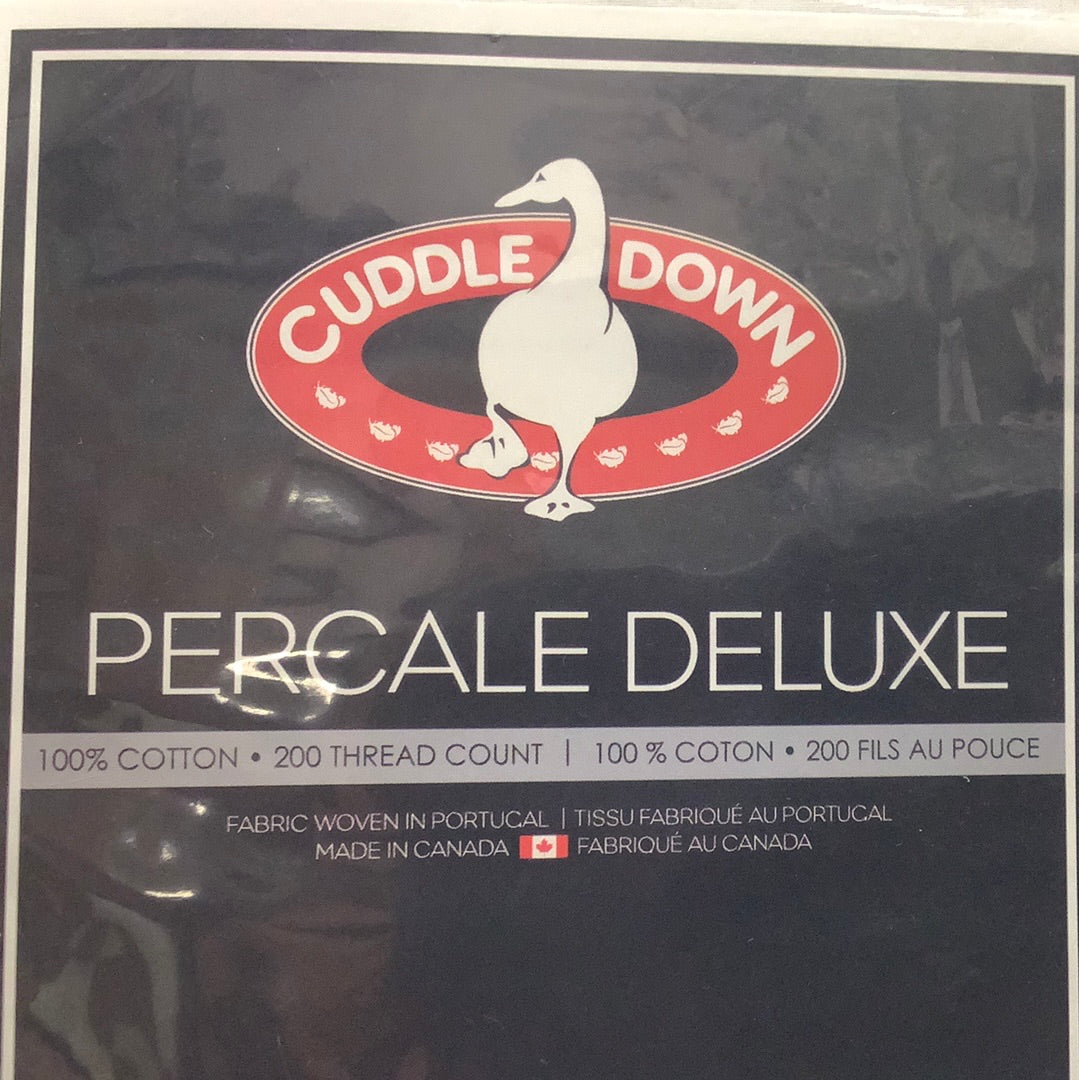 CUDDLE DOWN
PERCALE DELUXE
100% COTTON • 200 THREAD COUNT | 100 % COTON • 200 FILS AU POUCE
FABRIC WOVEN IN PORTUGAL | TISSU FABRIQUÉ AU PORTUGAL
MADE IN CANADA FABRIQUÉ AU CANADA